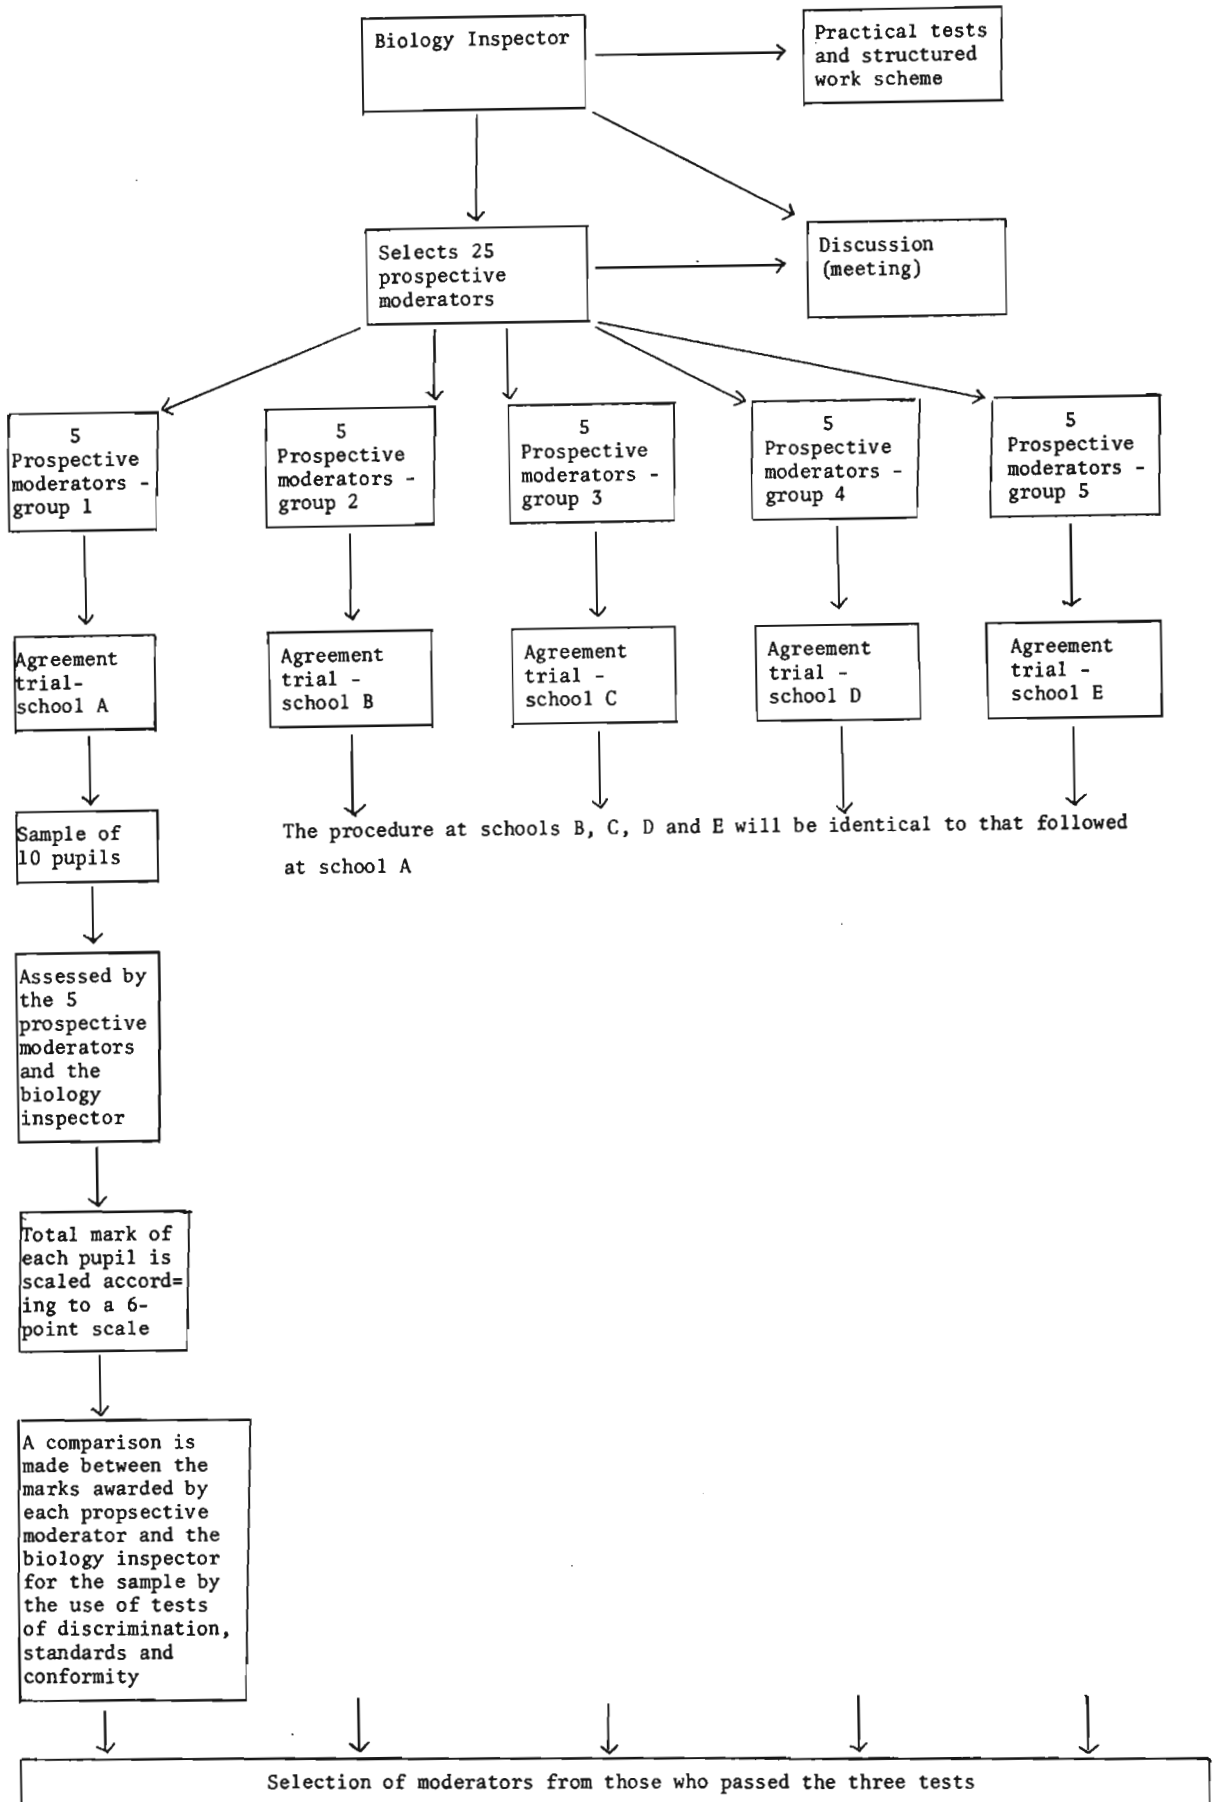 Biology Inspector
Practical tests
and structured
work scheme
Selects 25
prospective
moderators
Discussion
(meeting)
5
Prospective
moderators -
group 1
5
Prospective
moderators -
group 2
5
Prospective
moderators -
group 3
5
Prospective
moderators -
group 4
5
Prospective
moderators -
group 5
Agreement
trial-
school A
Agreement
trial -
school B
Agreement
trial -
school C
Agreement
trial -
school D
Agreement
trial -
school E
Sample of
10 pupils
The procedure at schools B, C, D and E will be identical to that followed
at school A
Assessed by
the 5
prospective
moderators
and the
biology
inspector
Total mark of
each pupil is
scaled accord=
ing to a 6-
point scale
A comparison is
made between the
marks awarded by
each propsective
moderator and the
biology inspector
for the sample by
the use of tests
of discrimination,
standards and
conformity
Selection of moderators from those who passed the three tests